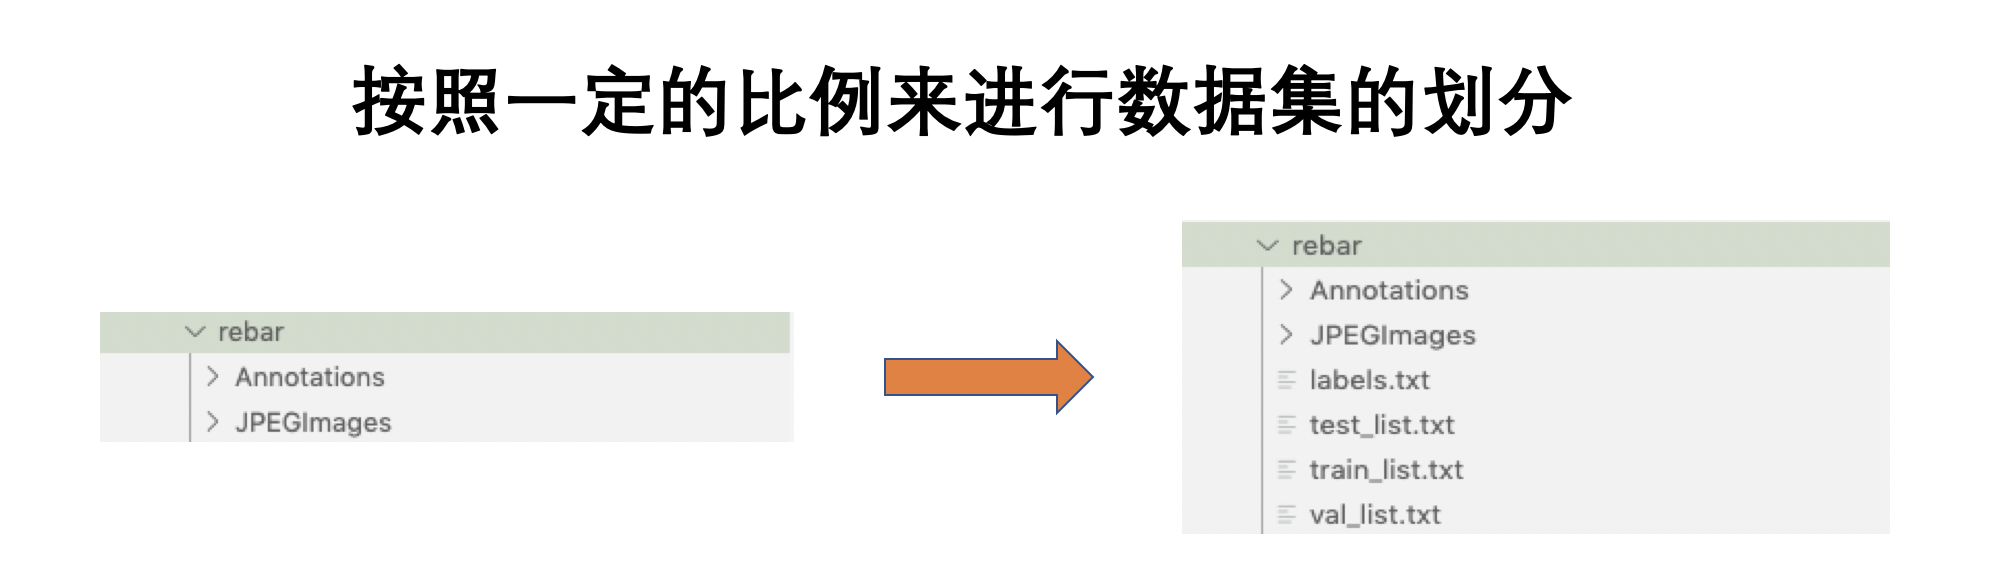 按照一定的比例来进行数据集的划分
rebar
Annotations
JPEGImages
rebar
Annotations
JPEGImages
labels.txt
test_list.txt
train_list.txt
val_list.txt